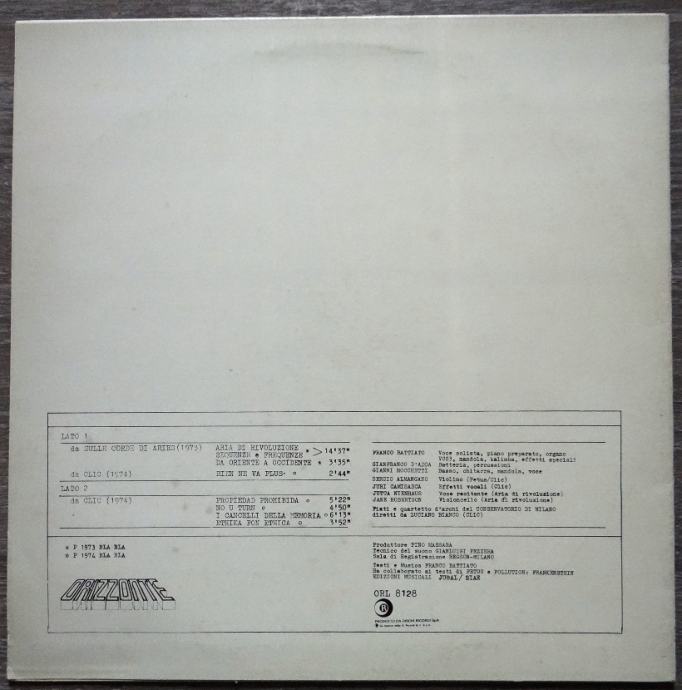 LATO 1
da SULLE CORDE DI ARIES(1973) ARIA DI RIVOLUZIONE *
SEQUENZE e FREQUENZE * > 14'37"
DA ORIENTE A OCCIDENTE * 3'35"
da CLIC (1974) RIEN NE VA PLUS- o 2'44"
LATO 2
da CLIC (1974) PROPIEDAD PROHIBIDA o 5'22"
NO U TURN o 4'50"
I CANCELLI DELLA MEMORIA o 6'13"
ETHIKA FON ETHICA o 3'52"
FRANCO BATTIATO Voce solista, piano preparato, organo
VCS3, mandola, kalimba, effetti speciali
GIANFRANCO D'ADDA Batteria, percussioni
GIANNI MOCCHETTI Basso, chitarra, mandola, voce
SERGIO ALMANGANO Violino (Fetus/Clic)
JURI CAMISASCA Effetti vocali (Clic)
JUTTA NIENHAUS Voce recitante (Aria di rivoluzione)
JANE ROBERTSON Violoncello (Aria di rivoluzione)
Fiati e quartetto d'archi del CONSERVATORIO DI MILANO
diretti da LUCIANO BIANCO (CLIC)
* P 1973 BLA BLA
o P 1974 BLA BLA
Produttore PINO MASSARA
Tecnico del suono GIANLUIGI PEZZERA
Sala di Registrazione REGSON-MILANO
Testi e Musica FRANCO BATTIATO
Ha collaborato ai testi di FETUS e POLLUTION: FRANKENSTEIN
EDIZIONI MUSICALI JUBAL/SIAE
ORIZZONTE
ORL 8128
R